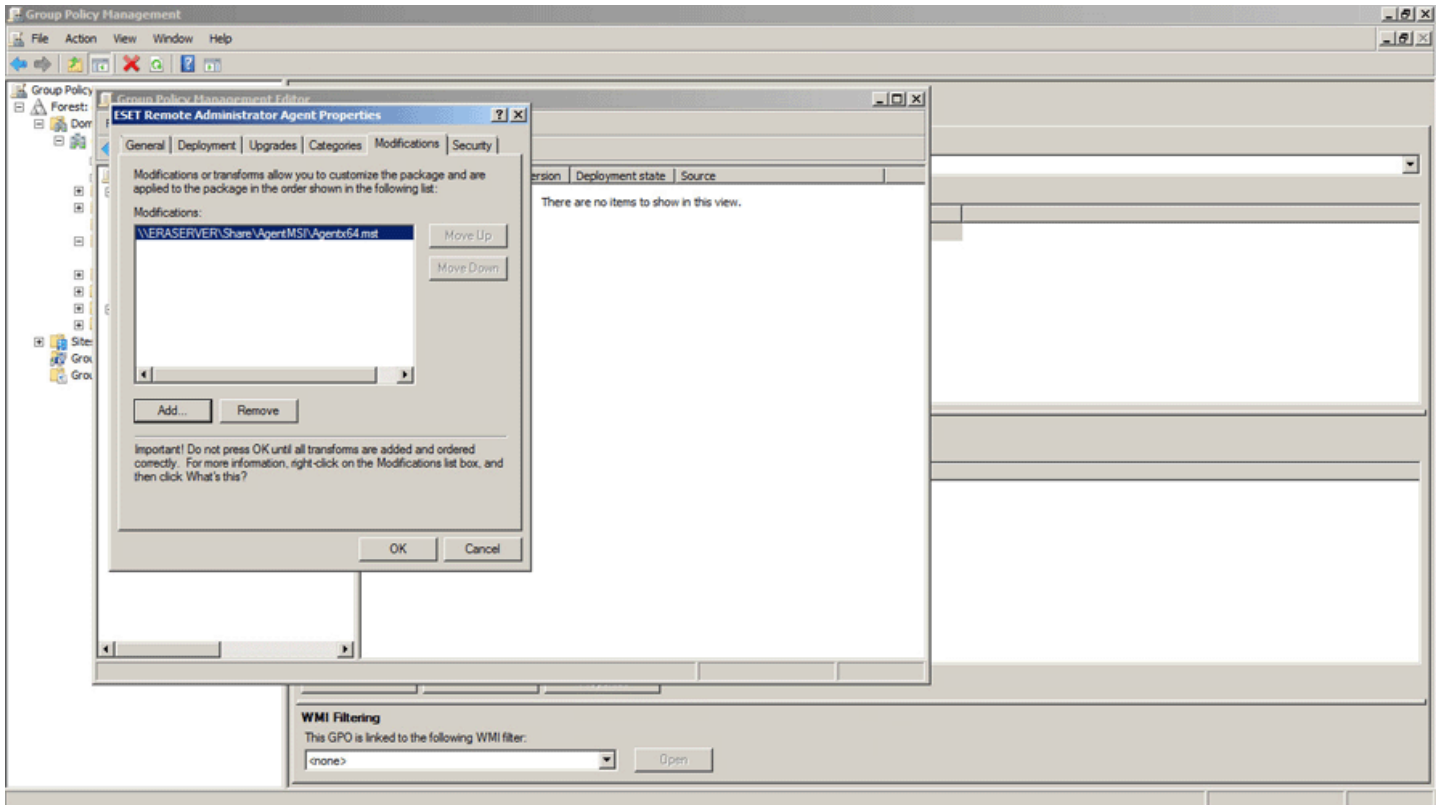 Group Policy Management
File Action View Window Help
Group Policy
Forest:
Dom
Sites
Grou
Grou
Group Policy Management Editor
ESET Remote Administrator Agent Properties
General Deployment Upgrades Categories Modifications Security
Modifications or transforms allow you to customize the package and are
applied to the package in the order shown in the following list:
Modifications:
\\ERASERVER\Share\AgentMSI\Agentx64.mst
Move Up
Move Down
Add...
Remove
Important! Do not press OK until all transforms are added and ordered
correctly. For more information, right-click on the Modifications list box, and
then click What's this?
OK
Cancel
ersion Deployment state Source
There are no items to show in this view.
WMI Filtering
This GPO is linked to the following WMI filter:
<none>
Open